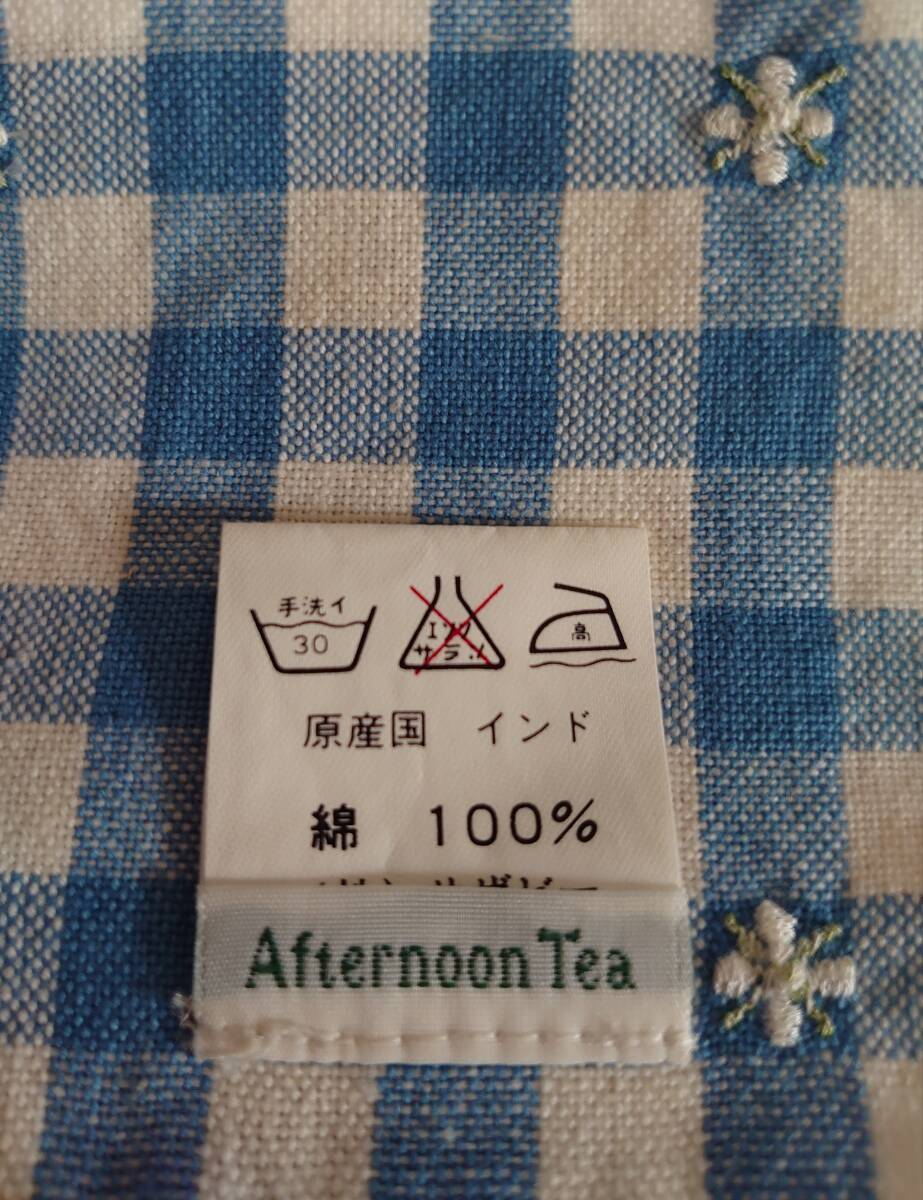 手洗イ
30
エンソ
サラシ
高
原産国 インド
綿 100%
Afternoon Tea